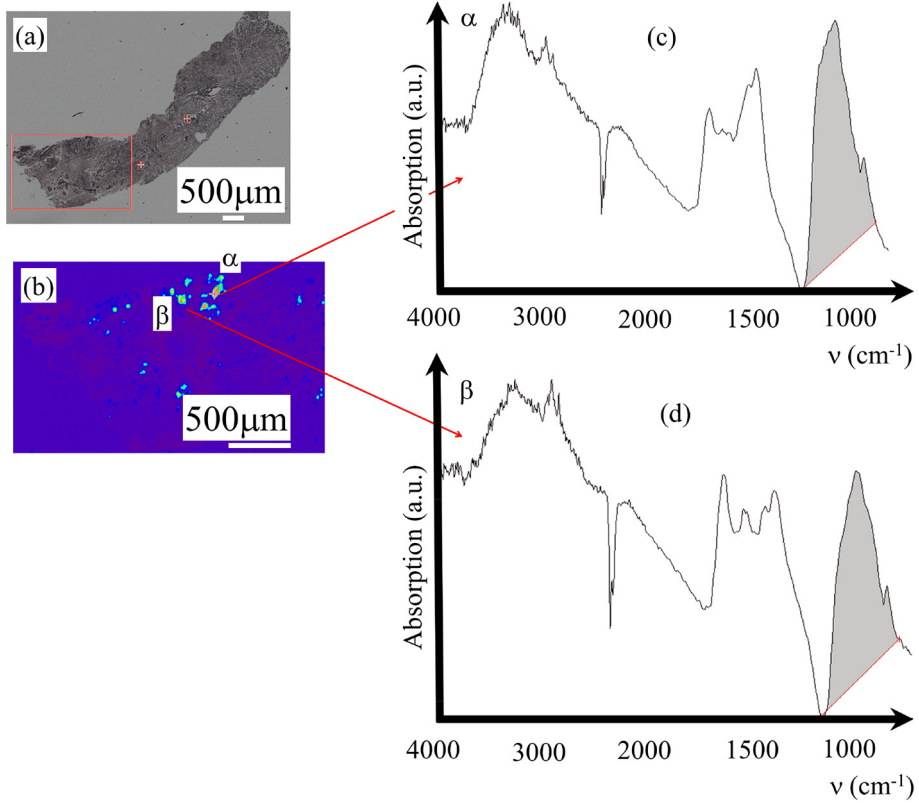 (a)
500μm
(b)
α
β
500μm
α
(c)
Absorption (a.u.)
4000 3000 2000 1500 1000
ν (cm⁻¹)
β
(d)
Absorption (a.u.)
4000 3000 2000 1500 1000
ν (cm⁻¹)